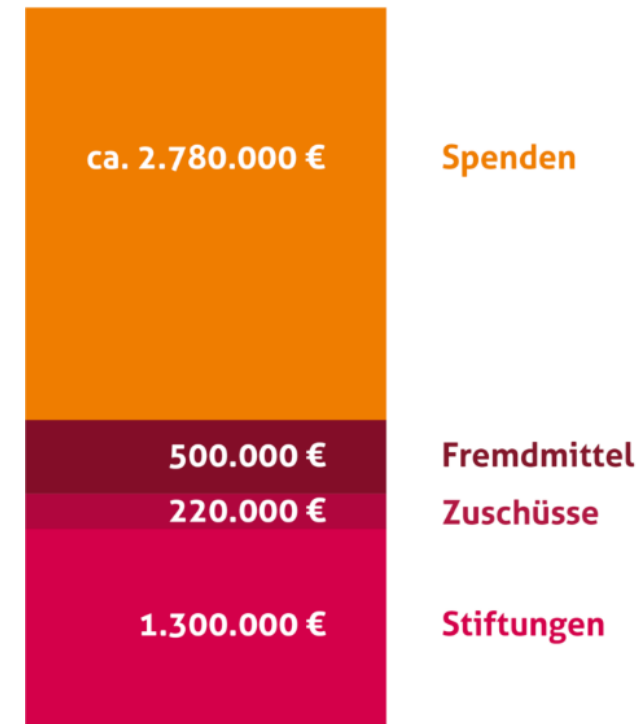 ca. 2.780.000 € Spenden
500.000 € Fremdmittel
220.000 € Zuschüsse
1.300.000 € Stiftungen